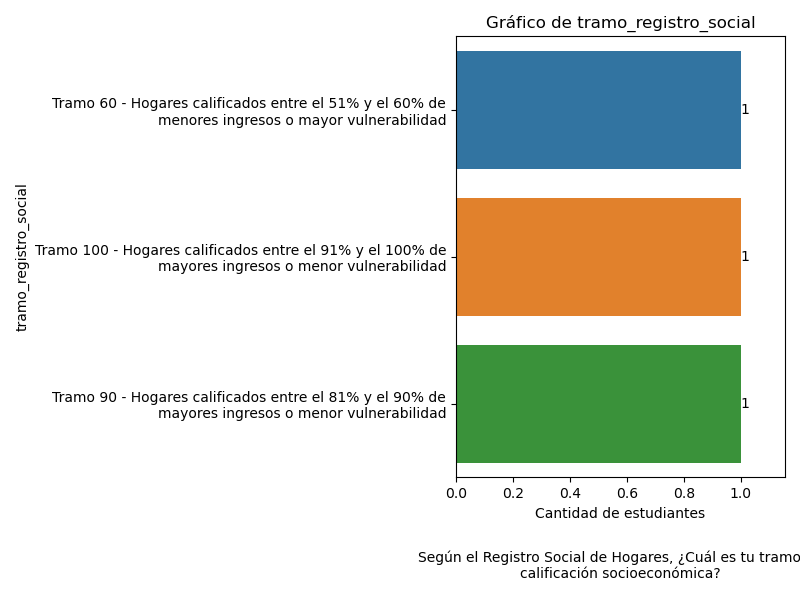 Gráfico de tramo_registro_social
tramo_registro_social
Tramo 60 - Hogares calificados entre el 51% y el 60% de
menores ingresos o mayor vulnerabilidad
1
Tramo 100 - Hogares calificados entre el 91% y el 100% de
mayores ingresos o menor vulnerabilidad
1
Tramo 90 - Hogares calificados entre el 81% y el 90% de
mayores ingresos o menor vulnerabilidad
1
0.0 0.2 0.4 0.6 0.8 1.0
Cantidad de estudiantes
Según el Registro Social de Hogares, ¿Cuál es tu tramo
calificación socioeconómica?